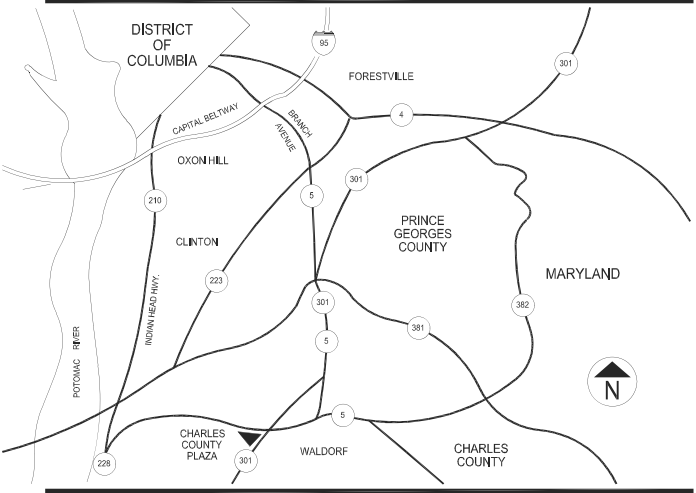 DISTRICT
OF
COLUMBIA
95
FORESTVILLE
301
CAPITAL BELTWAY
BRANCH
AVENUE
4
OXON HILL
5
301
210
PRINCE
GEORGES
COUNTY
CLINTON
MARYLAND
223
INDIAN HEAD HWY.
301
382
381
5
POTOMAC RIVER
N
5
CHARLES
COUNTY
PLAZA
301
WALDORF
CHARLES
COUNTY
228